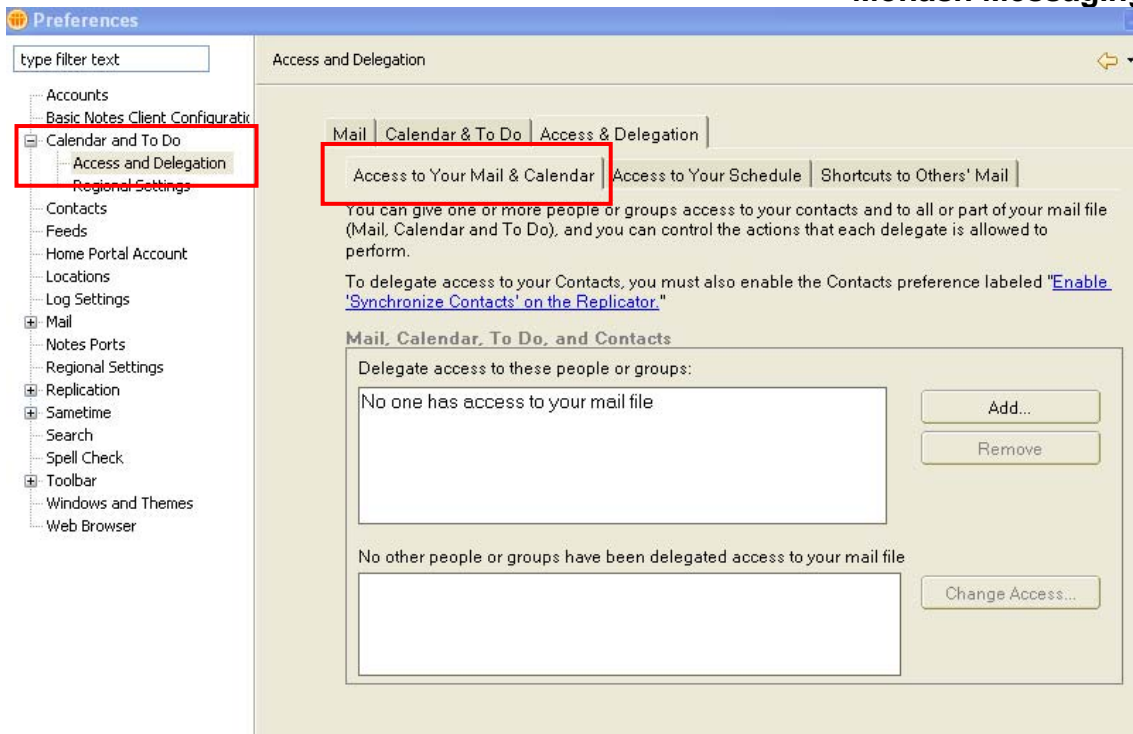 Preferences
type filter text
Accounts
Basic Notes Client Configuratic
Calendar and To Do
Access and Delegation
Regional Settings
Contacts
Feeds
Home Portal Account
Locations
Log Settings
Mail
Notes Ports
Regional Settings
Replication
Sametime
Search
Spell Check
Toolbar
Windows and Themes
Web Browser
Access and Delegation
Mail Calendar & To Do Access & Delegation
Access to Your Mail & Calendar Access to Your Schedule Shortcuts to Others' Mail
You can give one or more people or groups access to your contacts and to all or part of your mail file
(Mail, Calendar and To Do), and you can control the actions that each delegate is allowed to
perform.
To delegate access to your Contacts, you must also enable the Contacts preference labeled "Enable
'Synchronize Contacts' on the Replicator."
Mail, Calendar, To Do, and Contacts
Delegate access to these people or groups:
No one has access to your mail file
Add...
Remove
No other people or groups have been delegated access to your mail file
Change Access...